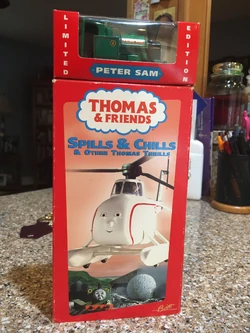 LIMITED
EDITION
PETER SAM
THOMAS
& FRIENDS
SPILLS & CHILLS
& OTHER THOMAS THRILLS